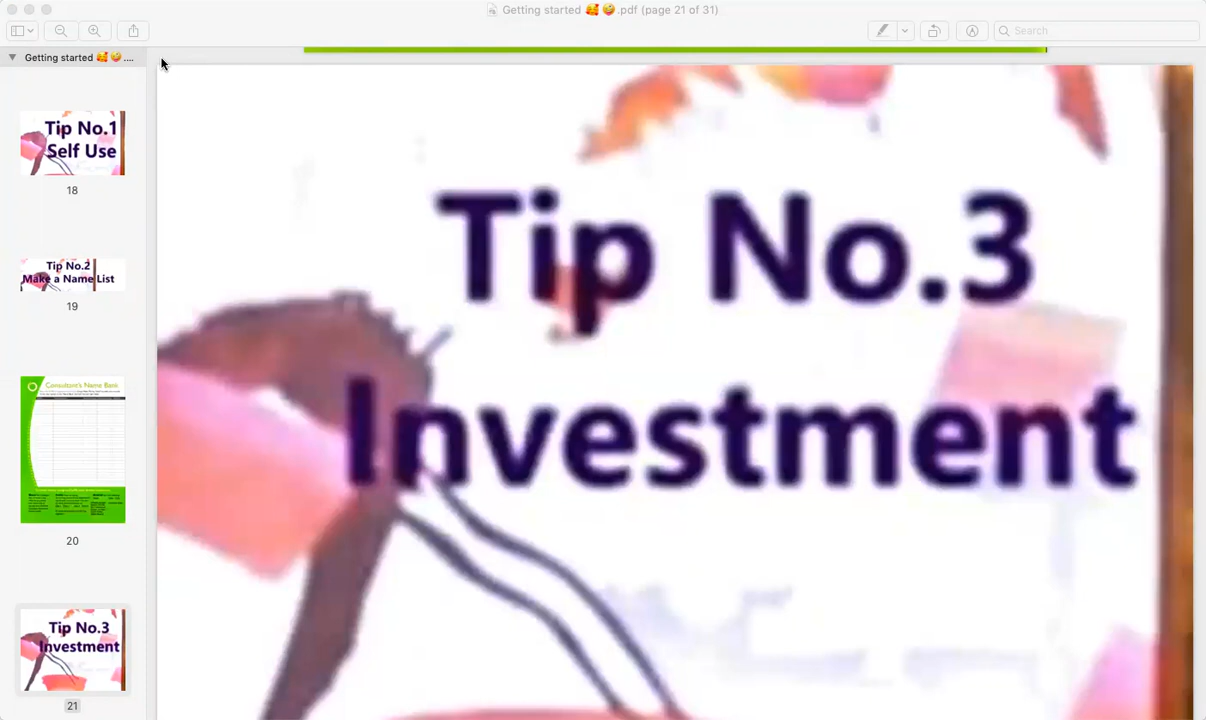 Getting started 🥰 🤪.pdf (page 21 of 31)
Search
Getting started 🥰 🤪....
Tip No.1
Self Use
18
Tip No.2
Make a Name List
19
Consultant's Name Bank
20
Tip No.3
Investment
21
Tip No.3
Investment